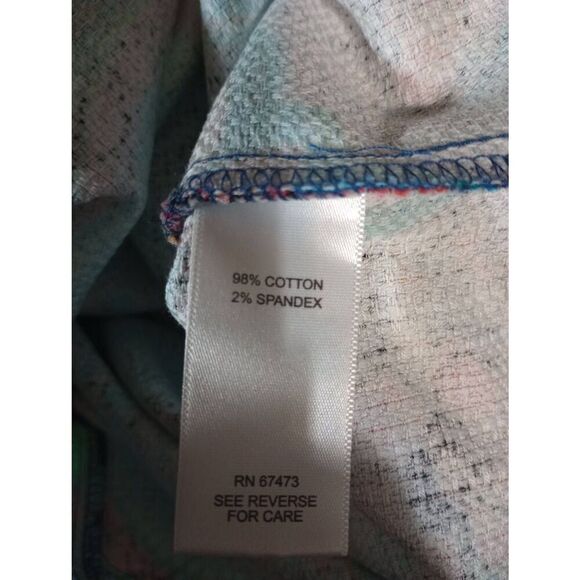 98% COTTON
2% SPANDEX
RN 67473
SEE REVERSE
FOR CARE